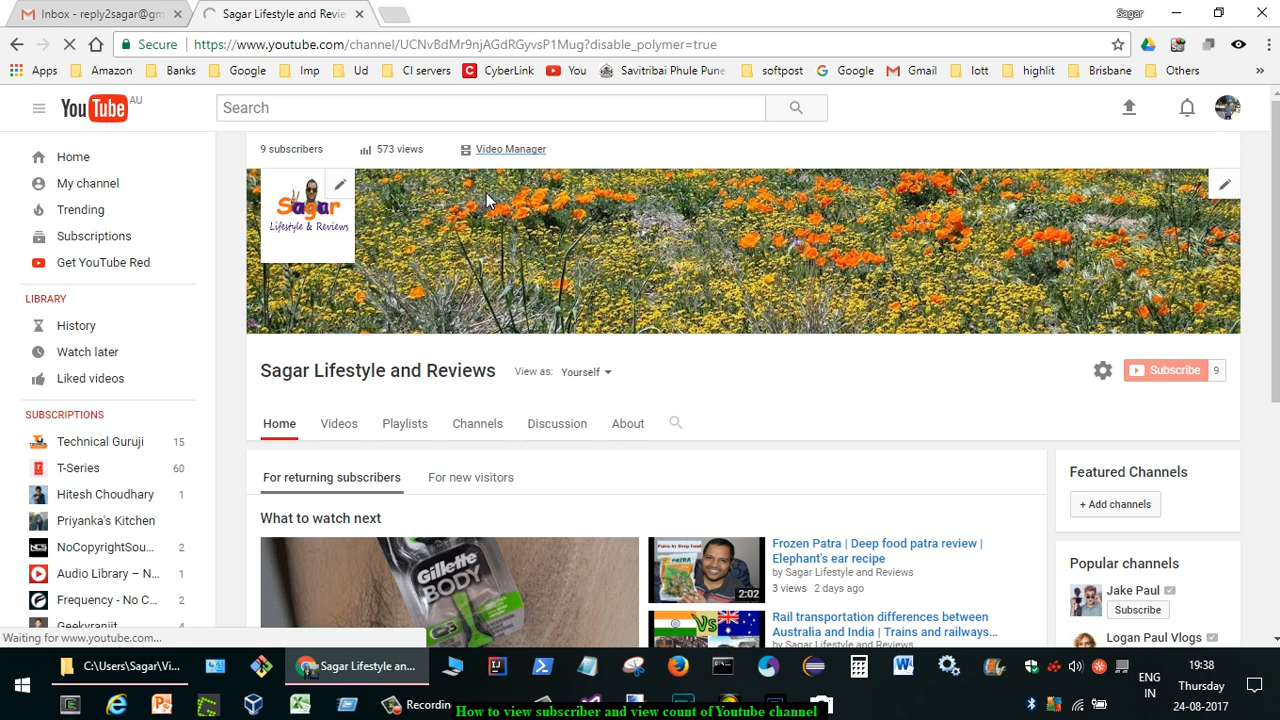 Inbox - reply2sagar@gm
Sagar Lifestyle and Revie
Sagar
Secure
https://www.youtube.com/channel/UCNvBdMr9njAGdRGyvsP1Mug?disable_polymer=true
Apps Amazon Banks Google Imp Ud CI servers CyberLink You Savitribai Phule Pune softpost Google Gmail lott highlit Brisbane Others »
YouTube AU
Search
9 subscribers 573 views Video Manager
Home
My channel
Trending
Subscriptions
Get YouTube Red
LIBRARY
History
Watch later
Liked videos
SUBSCRIPTIONS
Technical Guruji 15
T-Series 60
Hitesh Choudhary 1
Priyanka's Kitchen
NoCopyrightSou... 2
Audio Library – N... 1
Frequency - No C... 2
Geekyranjit 4
Sagar
Lifestyle & Reviews
Sagar Lifestyle and Reviews
View as: Yourself
Subscribe 9
Home Videos Playlists Channels Discussion About
For returning subscribers For new visitors
What to watch next
Gillette
BODY
Frozen Patra | Deep food patra review |
Elephant's ear recipe
by Sagar Lifestyle and Reviews
3 views 2 days ago
2:02
Vs
Rail transportation differences between
Australia and India | Trains and railways...
by Sagar Lifestyle and Reviews
Featured Channels
+ Add channels
Popular channels
Jake Paul
Subscribe
Logan Paul Vlogs
Waiting for www.youtube.com...
C:\Users\Sagar\Vi...
Sagar Lifestyle an...
Recordin
How to view subscriber and view count of Youtube channel
ENG
IN
19:38
Thursday
24-08-2017